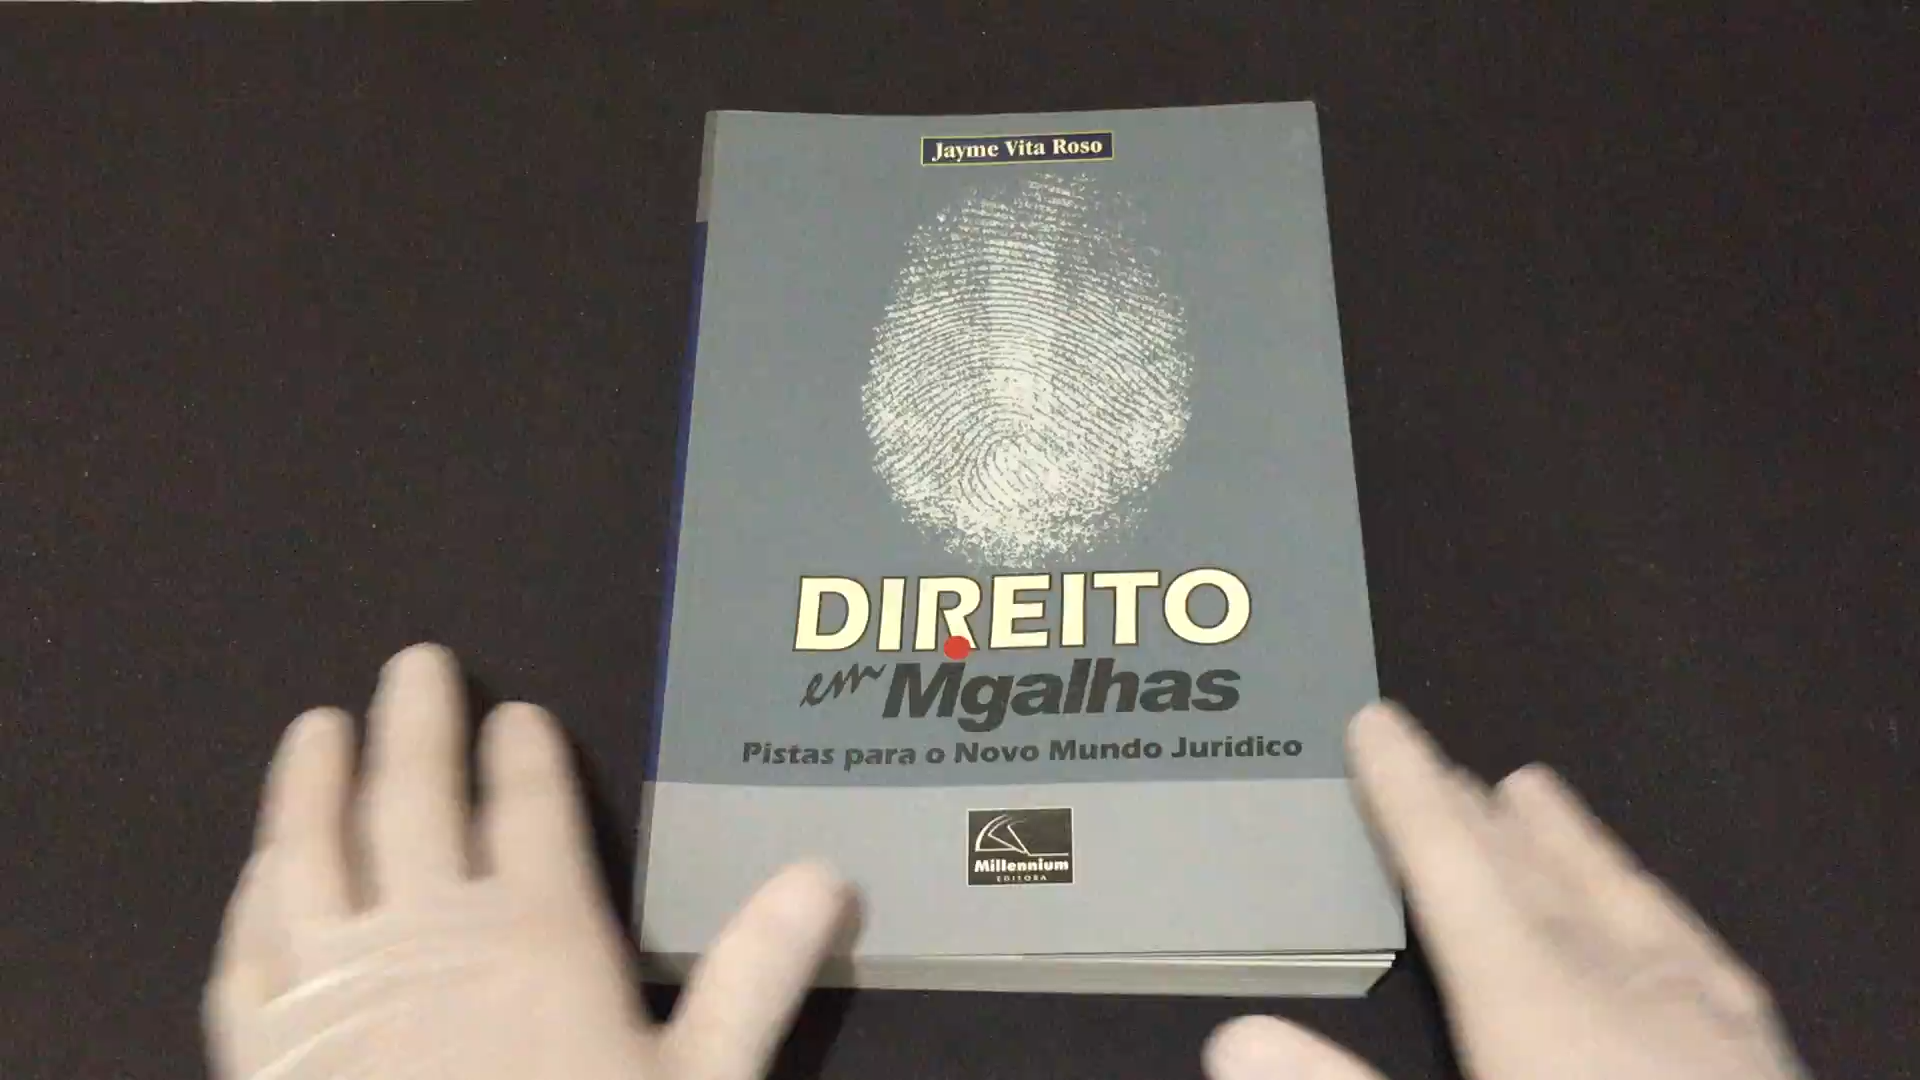 Jayme Vita Roso
DIREITO
em Migalhas
Pistas para o Novo Mundo Jurídico
Millennium
EDITORA